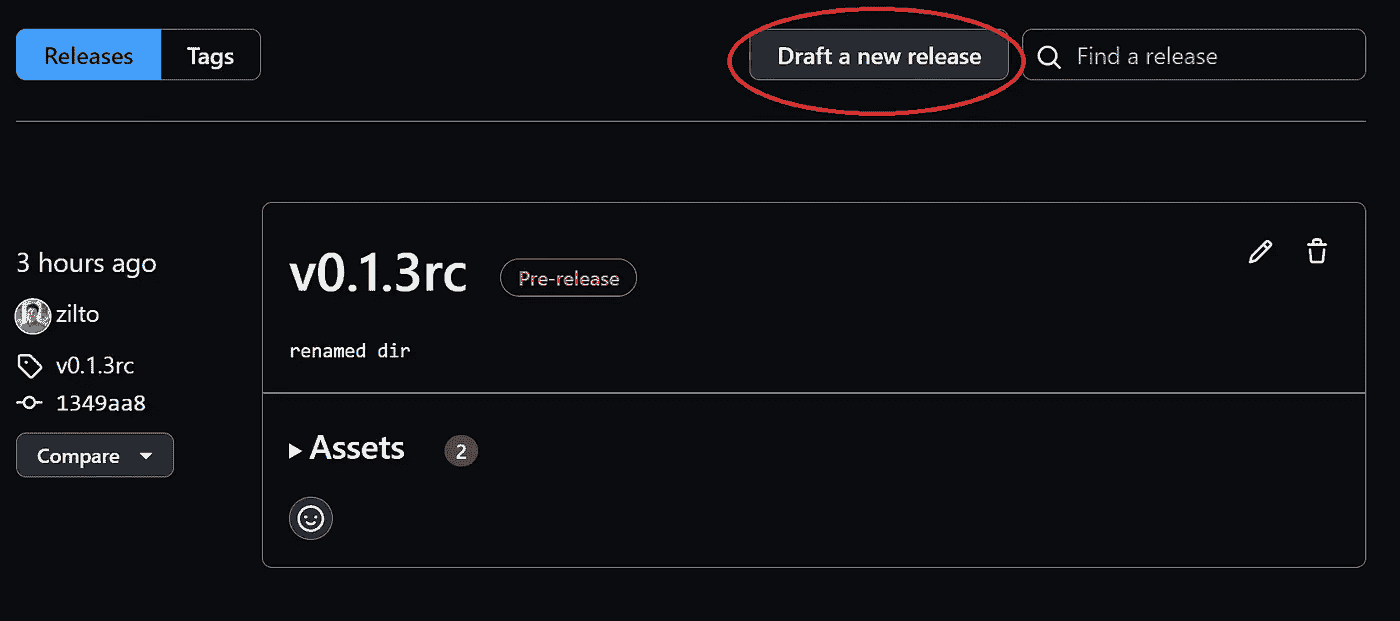 Releases
Tags
Draft a new release
Find a release
3 hours ago
zilto
v0.1.3rc
1349aa8
Compare
v0.1.3rc
Pre-release
renamed dir
Assets
2